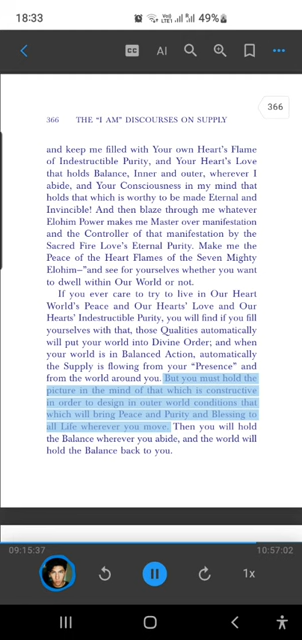 18:33
49%
CC
AI
366
366 THE "I AM" DISCOURSES ON SUPPLY
and keep me filled with Your own Heart's Flame
of Indestructible Purity, and Your Heart's Love
that holds Balance, Inner and outer, wherever I
abide, and Your Consciousness in my mind that
holds that which is worthy to be made Eternal and
Invincible! And then blaze through me whatever
Elohim Power makes me Master over manifestation
and the Controller of that manifestation by the
Sacred Fire Love's Eternal Purity. Make me the
Peace of the Heart Flames of the Seven Mighty
Elohim—"and see for yourselves whether you want
to dwell within Our World or not.
If you ever care to try to live in Our Heart
World's Peace and Our Hearts' Love and Our
Hearts' Indestructible Purity, you will find if you fill
yourselves with that, those Qualities automatically
will put your world into Divine Order; and when
your world is in Balanced Action, automatically
the Supply is flowing from your "Presence" and
from the world around you. But you must hold the
picture in the mind of that which is constructive
in order to design in outer world conditions that
which will bring Peace and Purity and Blessing to
all Life wherever you move. Then you will hold
the Balance wherever you abide, and the world will
hold the Balance back to you.
09:15:37
10:57:02
1x